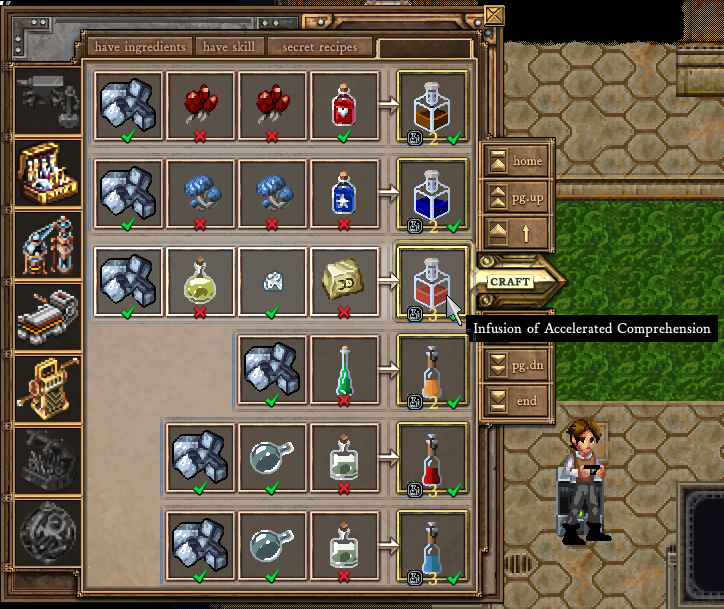 have ingredients
have skill
secret recipes
home
pg.up
CRAFT
Infusion of Accelerated Comprehension
pg.dn
end
2
2
3
2
3
3